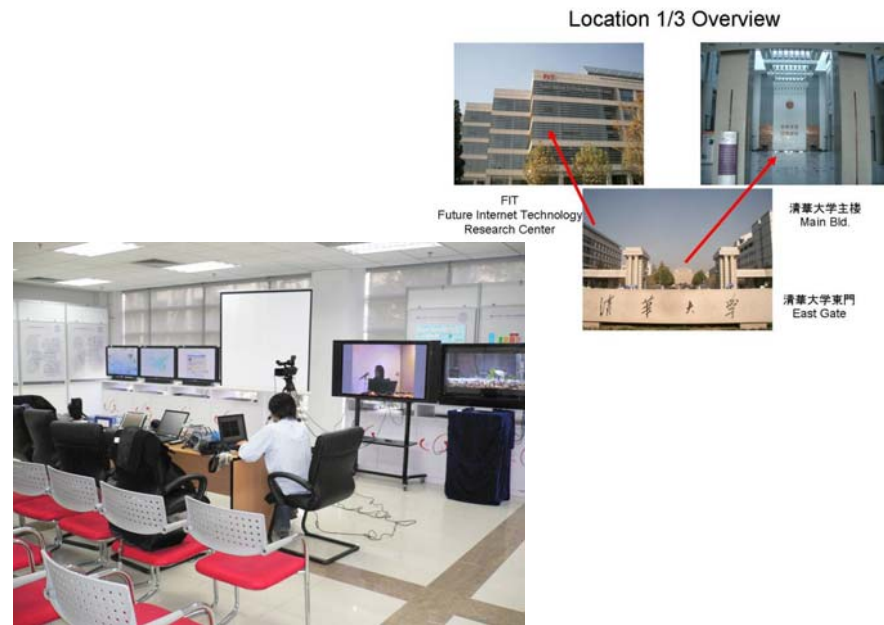 Location 1/3 Overview
FIT
FIT
Future Internet Technology
Research Center
清華大学主楼
Main Bld.
清華大学
清華大学東門
East Gate